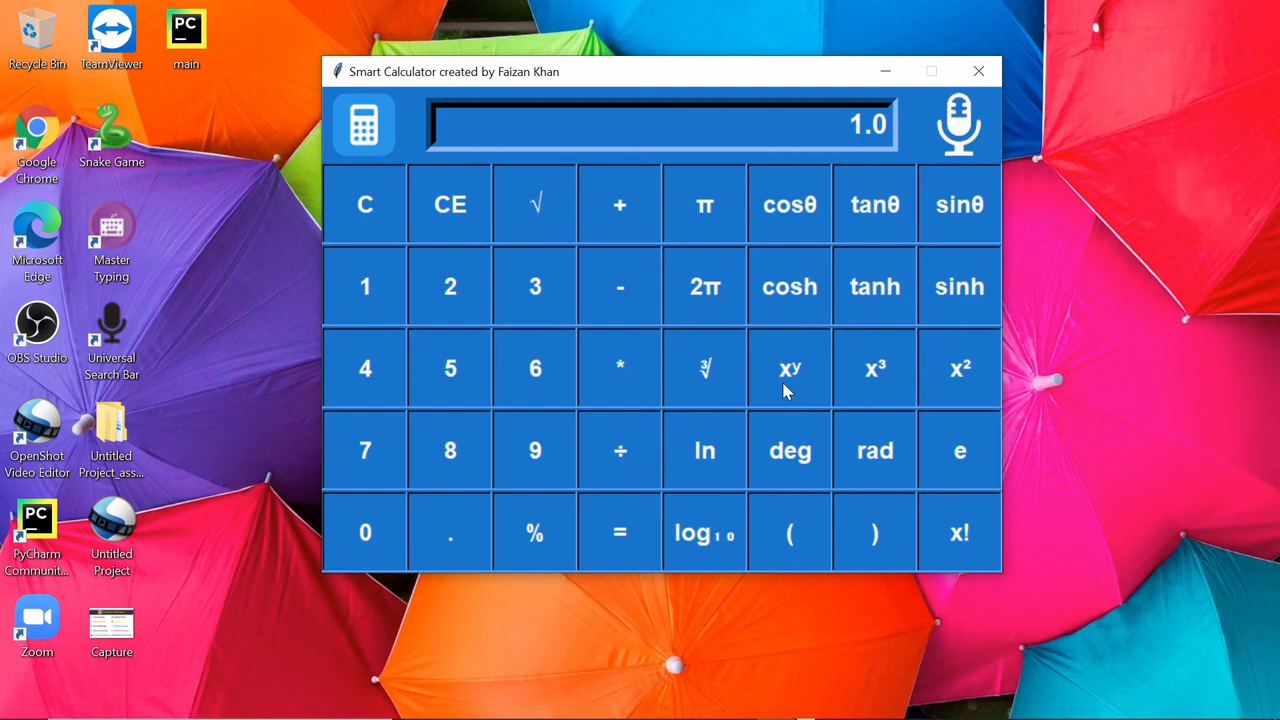 Recycle Bin
TeamViewer
PC
main
Google
Chrome
Snake Game
Microsoft
Edge
Master
Typing
OBS Studio
Universal
Search Bar
OpenShot
Video Editor
Untitled
Project_ass...
PC
PyCharm
Communit...
Untitled
Project
Zoom
Capture
Smart Calculator created by Faizan Khan
1.0
C CE √ + π cosθ tanθ sinθ
1 2 3 - 2π cosh tanh sinh
4 5 6 * ∛ xʸ x³ x²
7 8 9 ÷ ln deg rad e
0 . % = log₁₀ ( ) x!